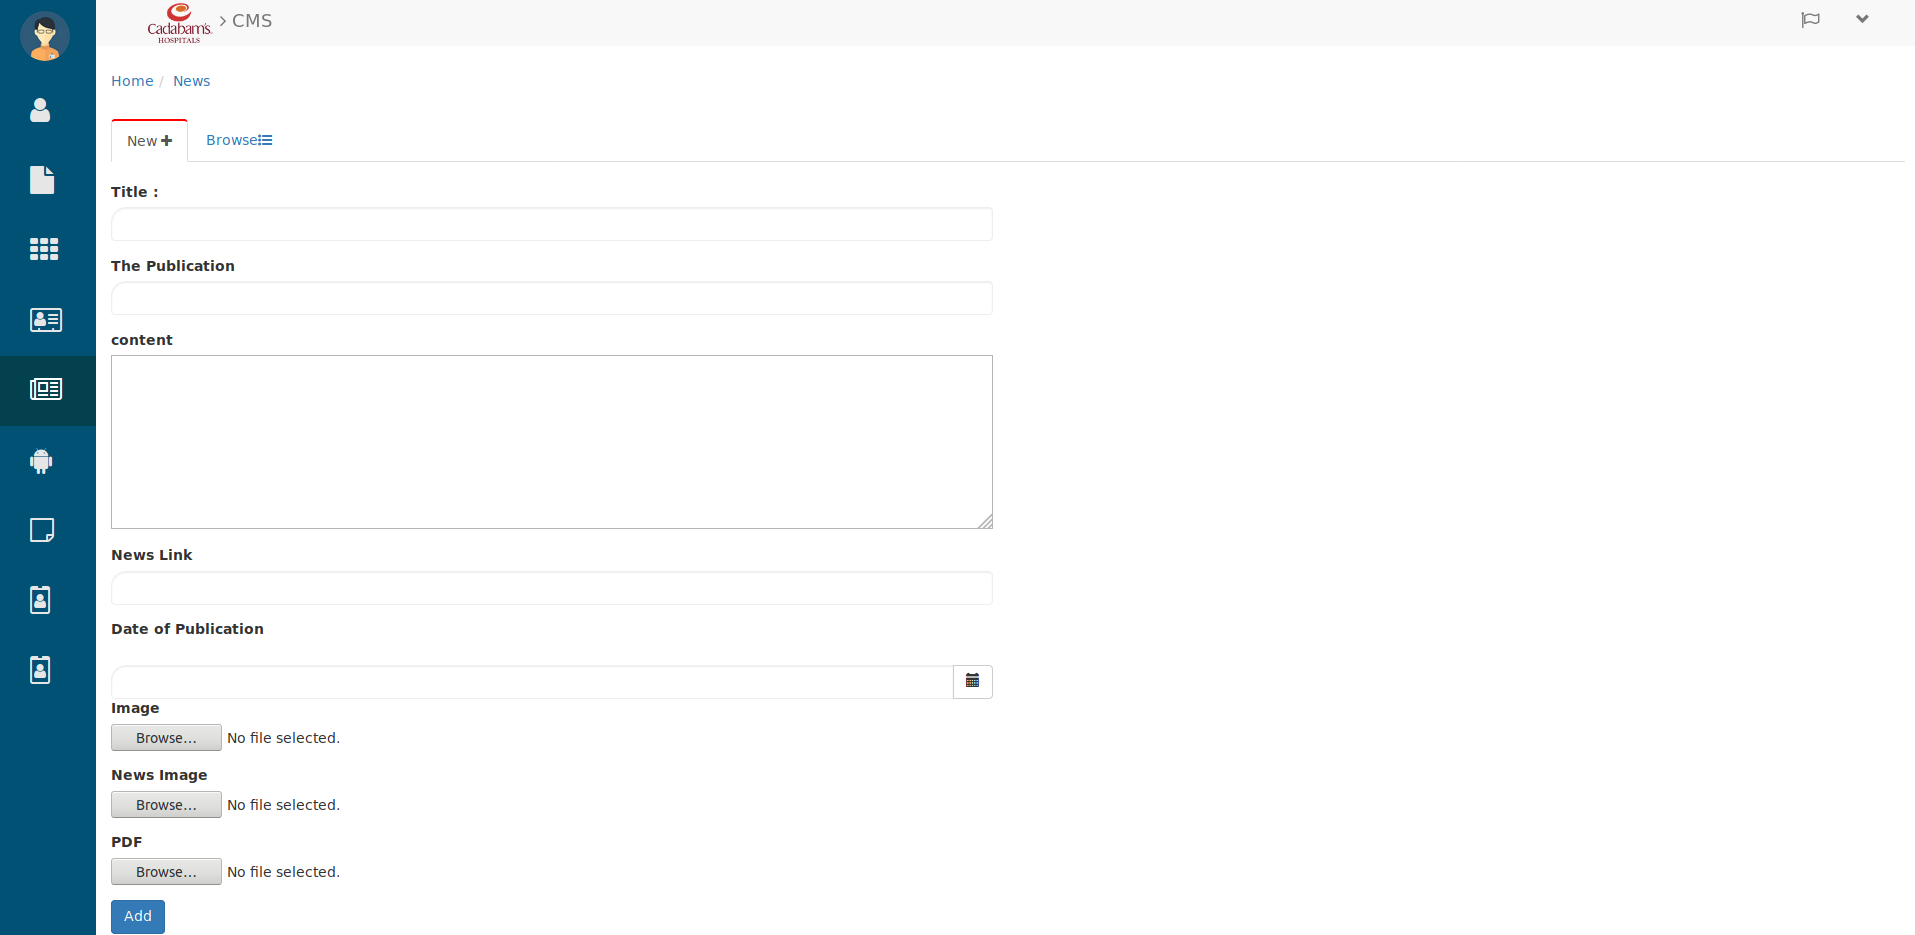 Cadabam's
HOSPITALS
> CMS
Home / News
New
Browse
Title :
The Publication
content
News Link
Date of Publication
Image
Browse... No file selected.
News Image
Browse... No file selected.
PDF
Browse... No file selected.
Add